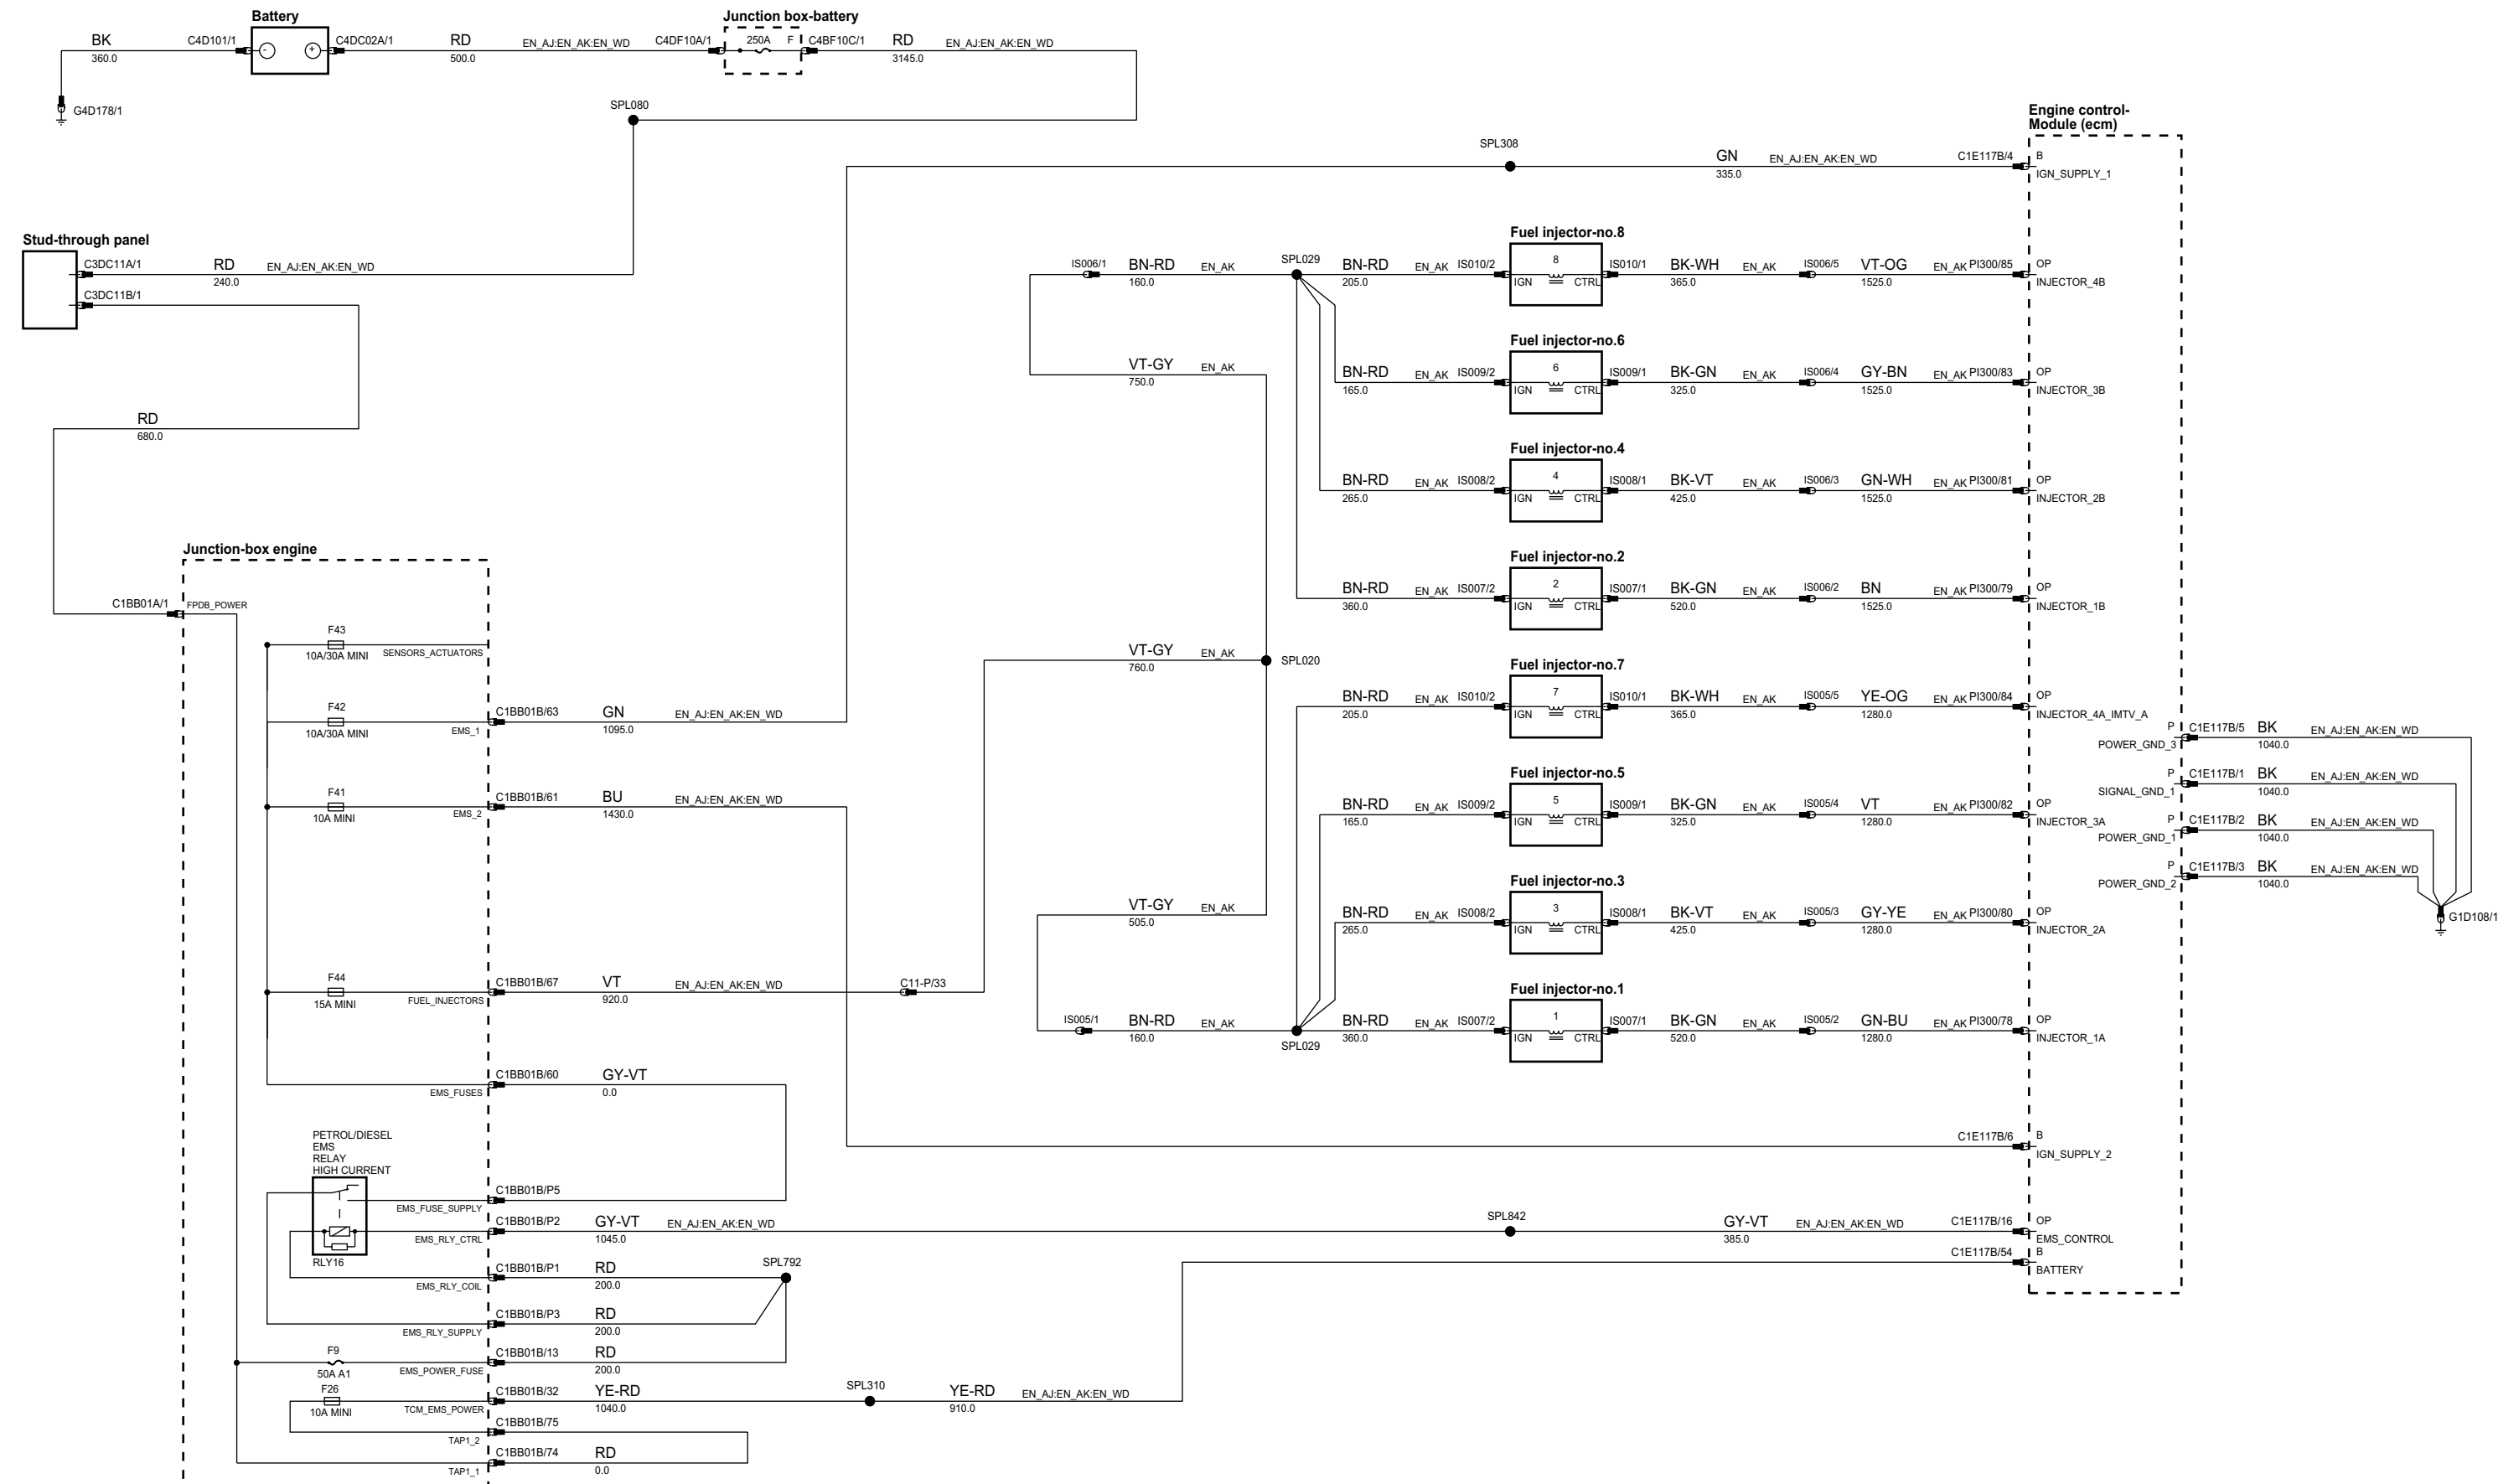 Battery
Junction box-battery
BK
360.0
C4D101/1
-
+
C4DC02A/1
RD
500.0
EN_AJ:EN_AK:EN_WD
C4DF10A/1
250A
F
C4BF10C/1
RD
3145.0
EN_AJ:EN_AK:EN_WD
G4D178/1
SPL080
Engine control-
Module (ecm)
SPL308
GN
335.0
EN_AJ:EN_AK:EN_WD
C1E117B/4
B
IGN_SUPPLY_1
Stud-through panel
C3DC11A/1
RD
240.0
EN_AJ:EN_AK:EN_WD
C3DC11B/1
RD
680.0
Fuel injector-no.8
IS006/1
BN-RD
160.0
EN_AK
SPL029
BN-RD
205.0
EN_AK
IS010/2
8
IGN
CTRL
IS010/1
BK-WH
365.0
EN_AK
IS006/5
VT-OG
1525.0
EN_AK
PI300/85
OP
INJECTOR_4B
Fuel injector-no.6
VT-GY
750.0
EN_AK
BN-RD
165.0
EN_AK
IS009/2
6
IGN
CTRL
IS009/1
BK-GN
325.0
EN_AK
IS006/4
GY-BN
1525.0
EN_AK
PI300/83
OP
INJECTOR_3B
Fuel injector-no.4
BN-RD
265.0
EN_AK
IS008/2
4
IGN
CTRL
IS008/1
BK-VT
425.0
EN_AK
IS006/3
GN-WH
1525.0
EN_AK
PI300/81
OP
INJECTOR_2B
Fuel injector-no.2
BN-RD
360.0
EN_AK
IS007/2
2
IGN
CTRL
IS007/1
BK-GN
520.0
EN_AK
IS006/2
BN
1525.0
EN_AK
PI300/79
OP
INJECTOR_1B
VT-GY
760.0
EN_AK
SPL020
Fuel injector-no.7
BN-RD
205.0
EN_AK
IS010/2
7
IGN
CTRL
IS010/1
BK-WH
365.0
EN_AK
IS005/5
YE-OG
1280.0
EN_AK
PI300/84
OP
INJECTOR_4A_IMTV_A
Fuel injector-no.5
BN-RD
165.0
EN_AK
IS009/2
5
IGN
CTRL
IS009/1
BK-GN
325.0
EN_AK
IS005/4
VT
1280.0
EN_AK
PI300/82
OP
INJECTOR_3A
Fuel injector-no.3
VT-GY
505.0
EN_AK
BN-RD
265.0
EN_AK
IS008/2
3
IGN
CTRL
IS008/1
BK-VT
425.0
EN_AK
IS005/3
GY-YE
1280.0
EN_AK
PI300/80
OP
INJECTOR_2A
Fuel injector-no.1
IS005/1
BN-RD
160.0
EN_AK
SPL029
BN-RD
360.0
EN_AK
IS007/2
1
IGN
CTRL
IS007/1
BK-GN
520.0
EN_AK
IS005/2
GN-BU
1280.0
EN_AK
PI300/78
OP
INJECTOR_1A
P
POWER_GND_3
C1E117B/5
BK
1040.0
EN_AJ:EN_AK:EN_WD
P
SIGNAL_GND_1
C1E117B/1
BK
1040.0
EN_AJ:EN_AK:EN_WD
P
POWER_GND_1
C1E117B/2
BK
1040.0
EN_AJ:EN_AK:EN_WD
P
POWER_GND_2
C1E117B/3
BK
1040.0
EN_AJ:EN_AK:EN_WD
G1D108/1
Junction-box engine
C1BB01A/1
FPDB_POWER
F43
10A/30A MINI
SENSORS_ACTUATORS
F42
10A/30A MINI
EMS_1
C1BB01B/63
GN
1095.0
EN_AJ:EN_AK:EN_WD
F41
10A MINI
EMS_2
C1BB01B/61
BU
1430.0
EN_AJ:EN_AK:EN_WD
F44
15A MINI
FUEL_INJECTORS
C1BB01B/67
VT
920.0
EN_AJ:EN_AK:EN_WD
C11-P/33
EMS_FUSES
C1BB01B/60
GY-VT
0.0
C1E117B/6
B
IGN_SUPPLY_2
PETROL/DIESEL
EMS
RELAY
HIGH CURRENT
RLY16
EMS_FUSE_SUPPLY
C1BB01B/P5
EMS_RLY_CTRL
C1BB01B/P2
GY-VT
1045.0
EN_AJ:EN_AK:EN_WD
SPL842
GY-VT
385.0
EN_AJ:EN_AK:EN_WD
C1E117B/16
OP
EMS_CONTROL
C1E117B/54
B
BATTERY
EMS_RLY_COIL
C1BB01B/P1
RD
200.0
SPL792
EMS_RLY_SUPPLY
C1BB01B/P3
RD
200.0
F9
50A A1
EMS_POWER_FUSE
C1BB01B/13
RD
200.0
F26
10A MINI
TCM_EMS_POWER
C1BB01B/32
YE-RD
1040.0
SPL310
YE-RD
910.0
EN_AJ:EN_AK:EN_WD
TAP1_2
C1BB01B/75
TAP1_1
C1BB01B/74
RD
0.0